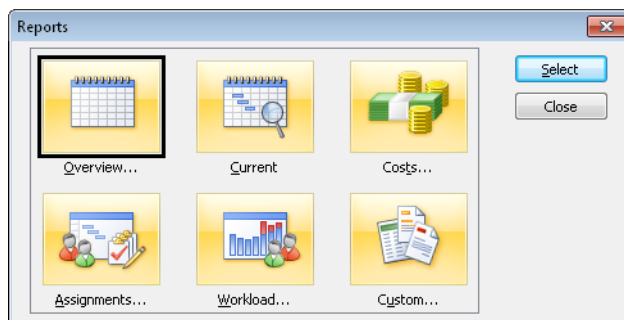 Reports
Select
Close
Overview...
Current
Costs...
Assignments...
Workload...
Custom...